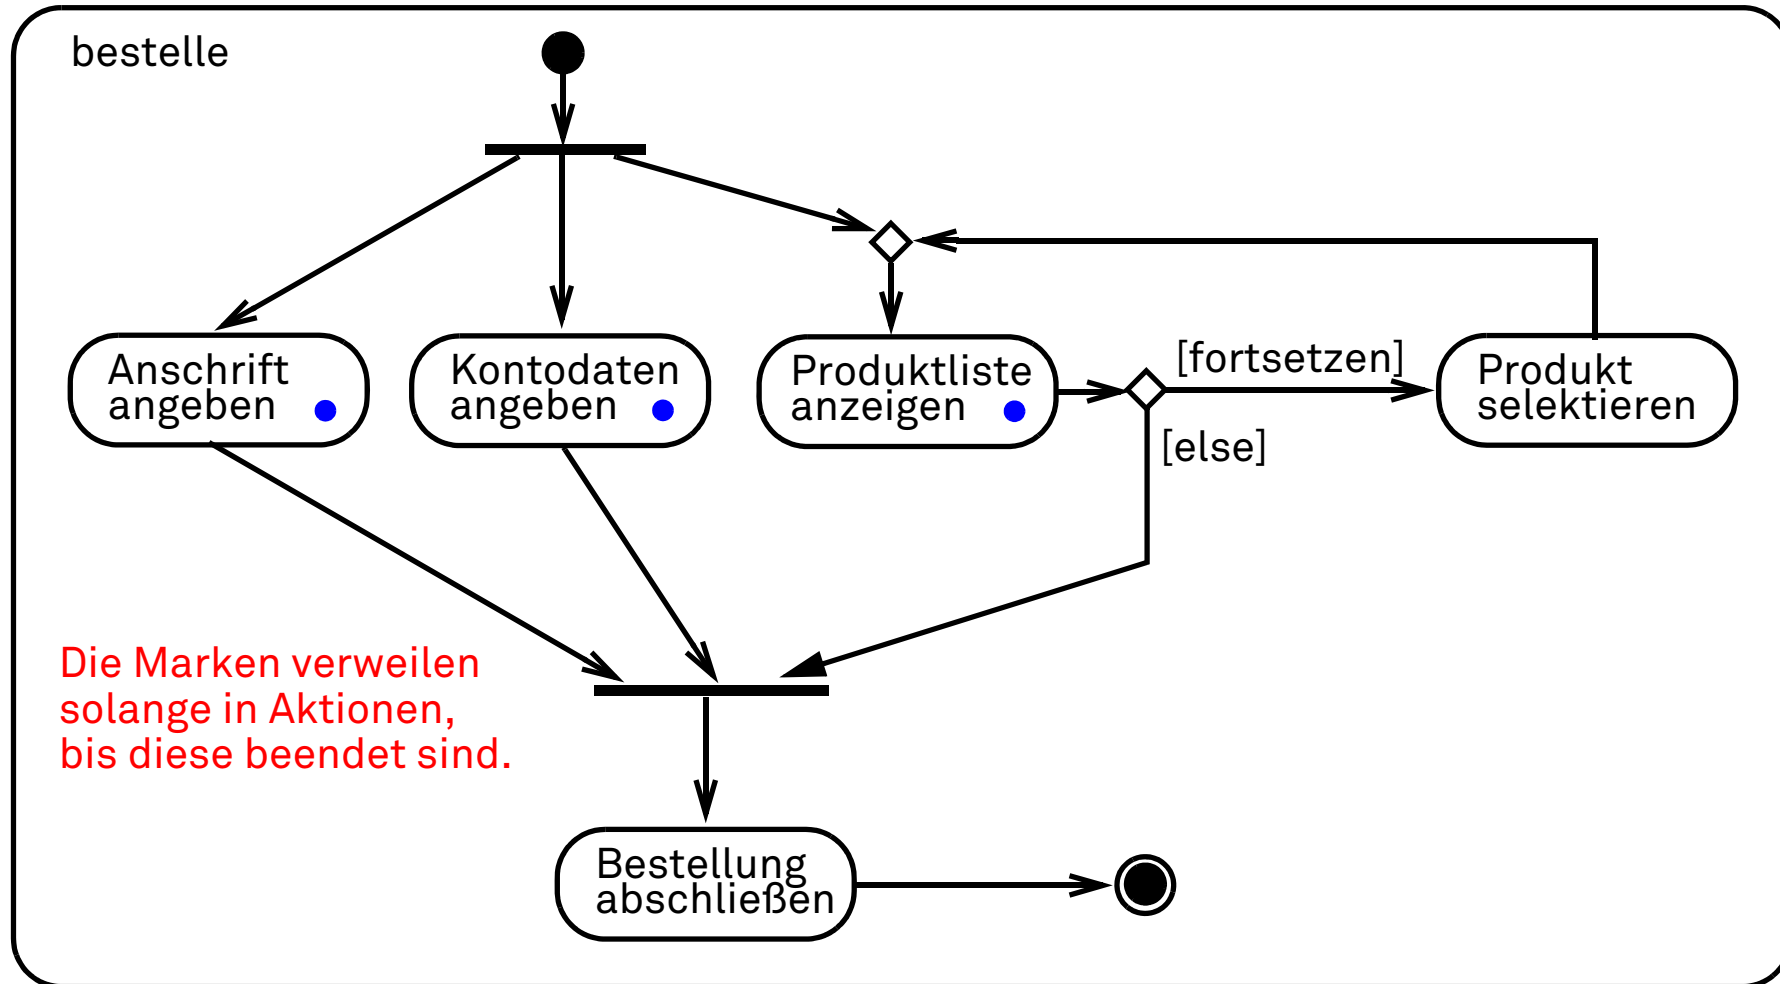 bestelle
Anschrift
angeben
Kontodaten
angeben
Produktliste
anzeigen
[fortsetzen]
[else]
Produkt
selektieren
Die Marken verweilen
solange in Aktionen,
bis diese beendet sind.
Bestellung
abschließen